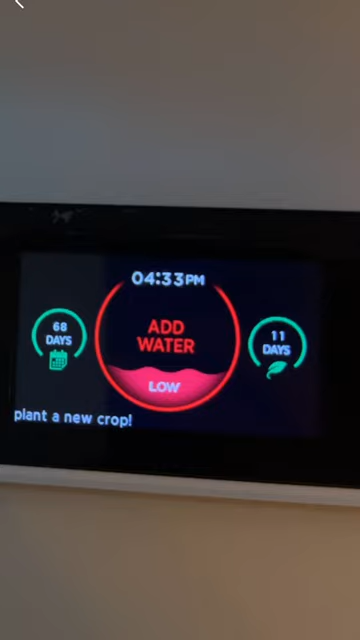 04:33PM
68
DAYS
ADD
WATER
LOW
11
DAYS
plant a new crop!